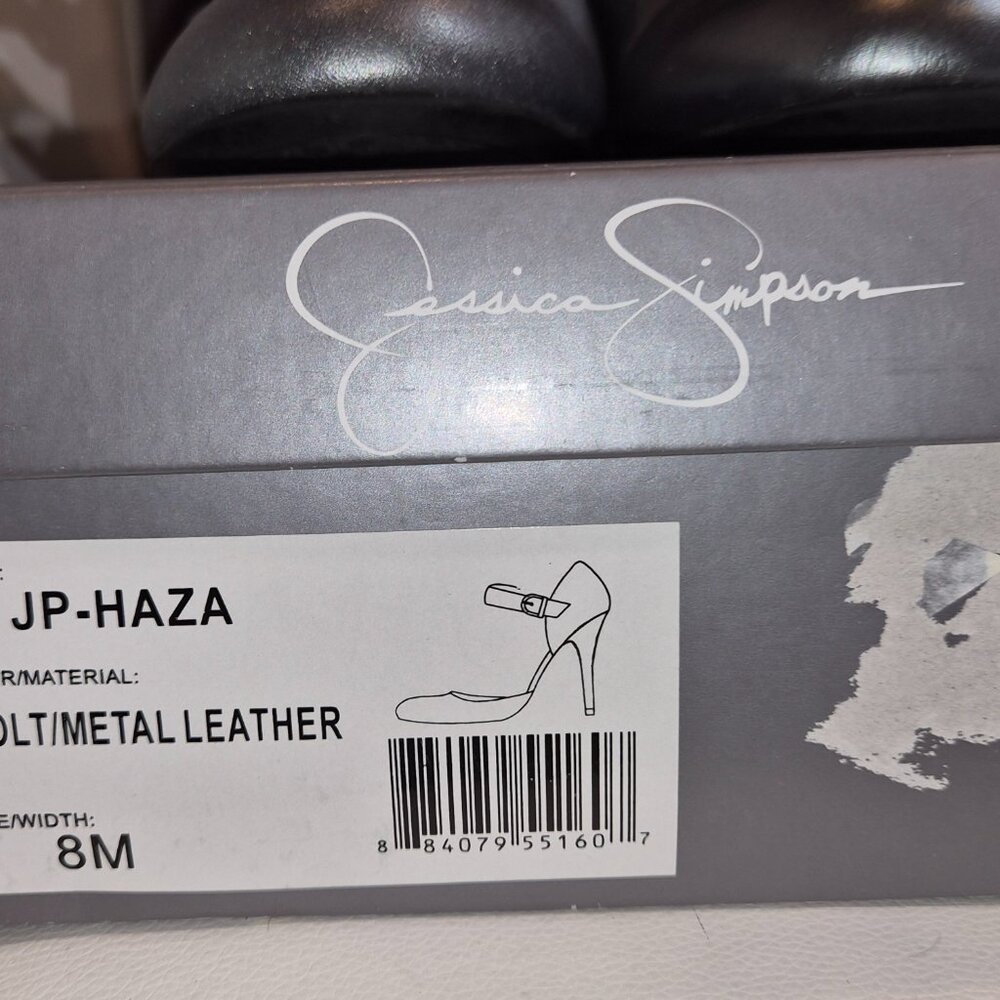 Jessica Simpson
JP-HAZA
R/MATERIAL:
OLT/METAL LEATHER
E/WIDTH:
8M
8 84079 55160 7